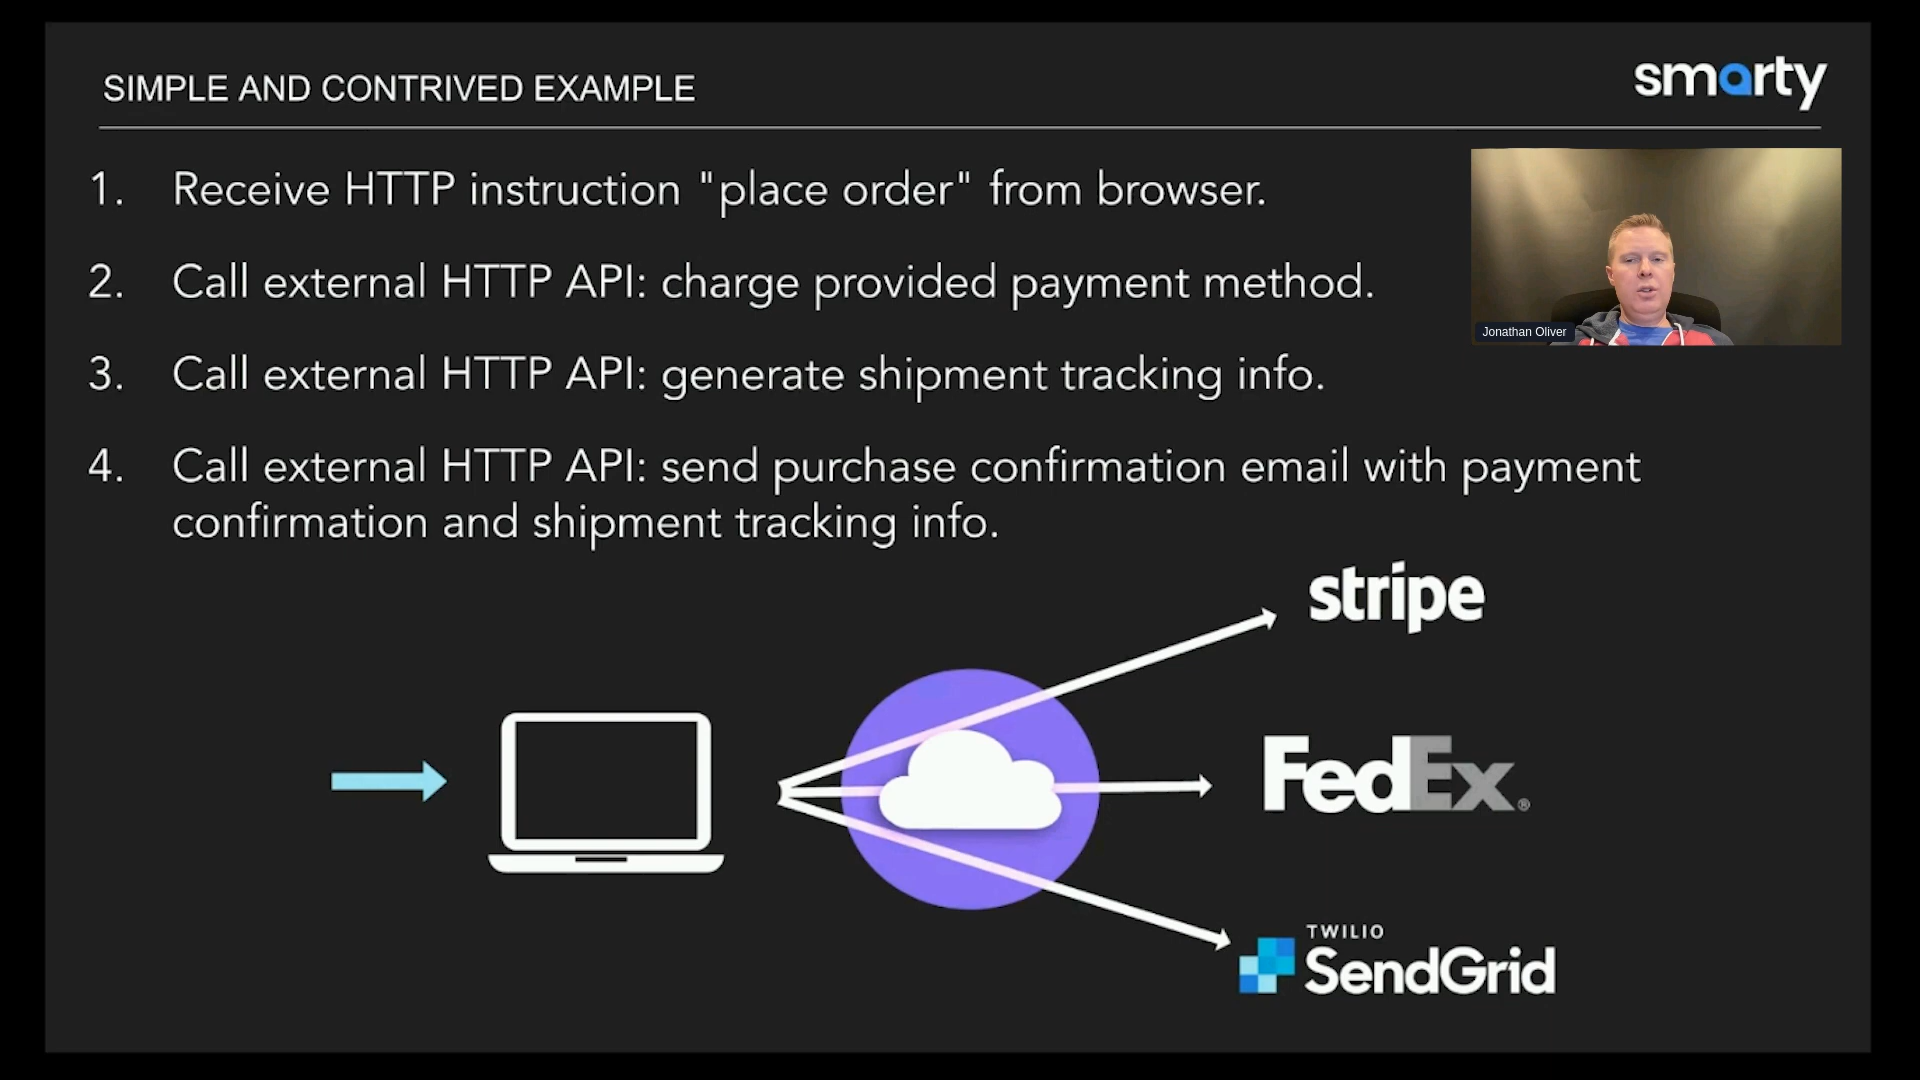 SIMPLE AND CONTRIVED EXAMPLE
smarty
1. Receive HTTP instruction "place order" from browser.
2. Call external HTTP API: charge provided payment method.
3. Call external HTTP API: generate shipment tracking info.
4. Call external HTTP API: send purchase confirmation email with payment
confirmation and shipment tracking info.
Jonathan Oliver
stripe
FedEx®
TWILIO
SendGrid